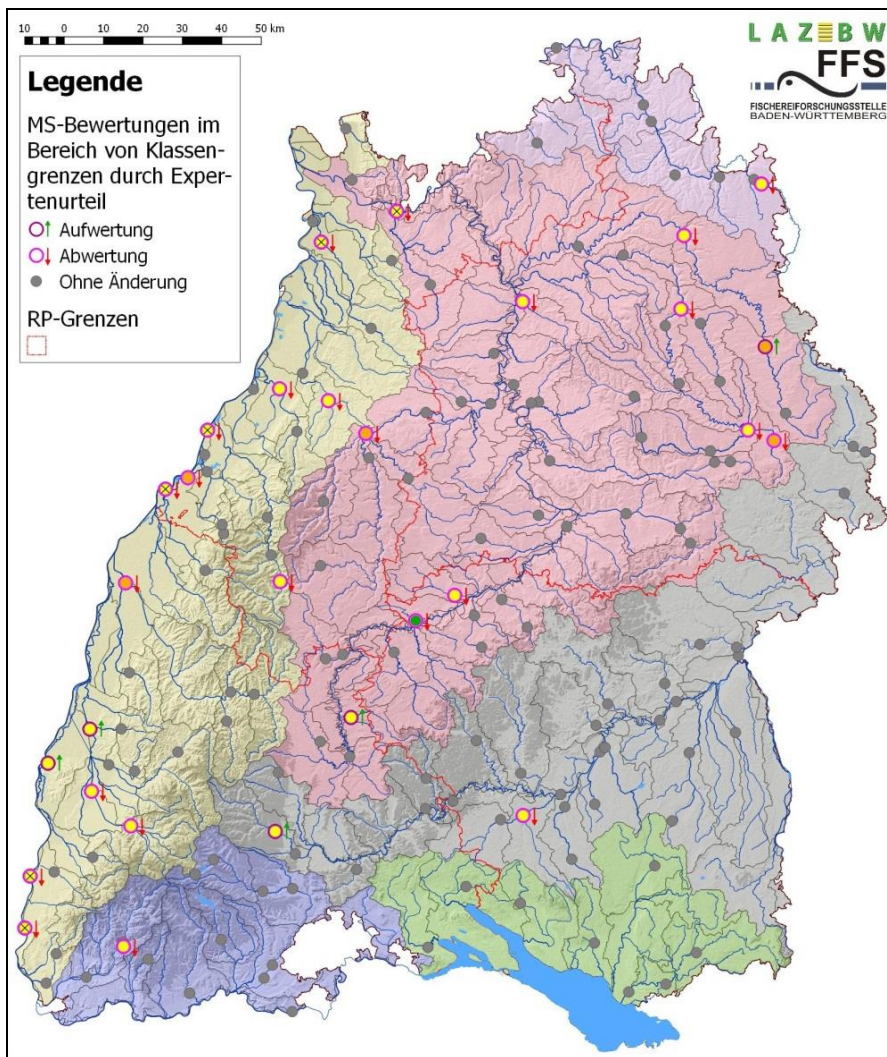 10 0 10 20 30 40 50 km
Legende
MS-Bewertungen im
Bereich von Klassen-
grenzen durch Exper-
tenurteil
Aufwertung
Abwertung
Ohne Änderung
RP-Grenzen
LAZBW
FFS
FISCHEREIFORSCHUNGSSTELLE
BADEN-WÜRTTEMBERG